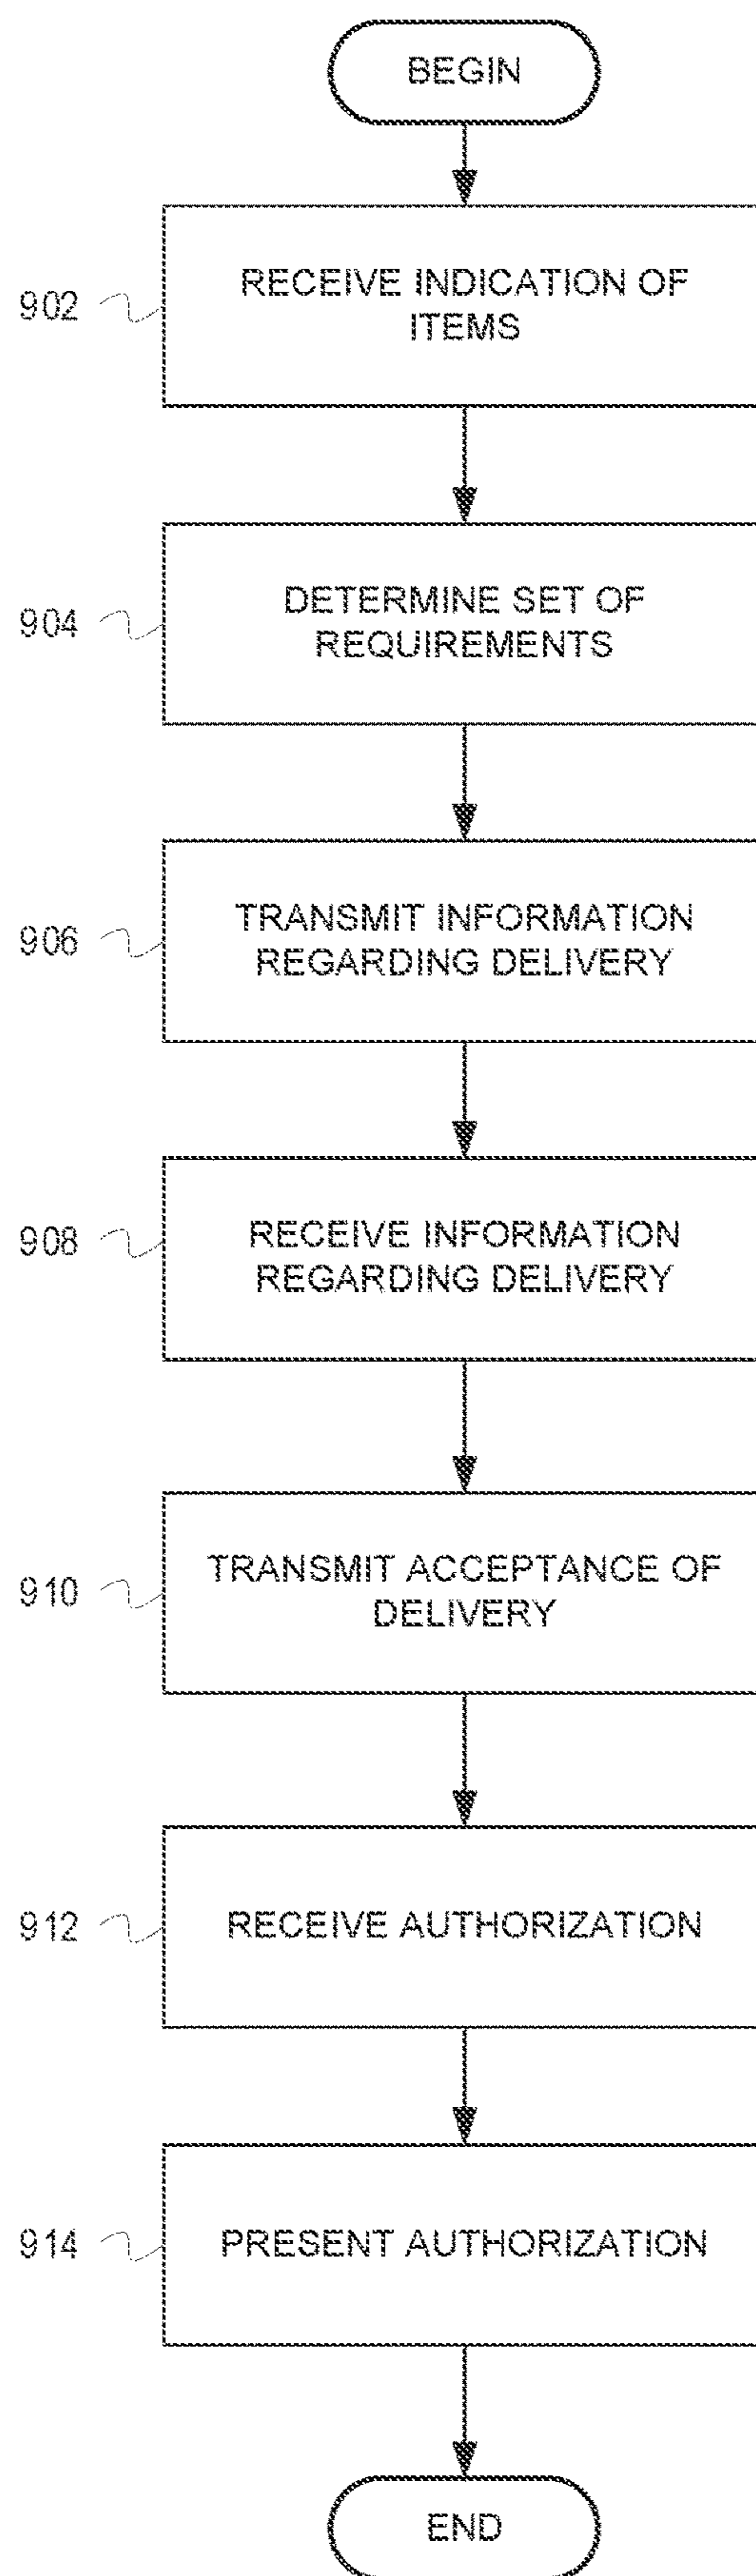 BEGIN
902
RECEIVE INDICATION OF
ITEMS
904
DETERMINE SET OF
REQUIREMENTS
906
TRANSMIT INFORMATION
REGARDING DELIVERY
908
RECEIVE INFORMATION
REGARDING DELIVERY
910
TRANSMIT ACCEPTANCE OF
DELIVERY
912
RECEIVE AUTHORIZATION
914
PRESENT AUTHORIZATION
END